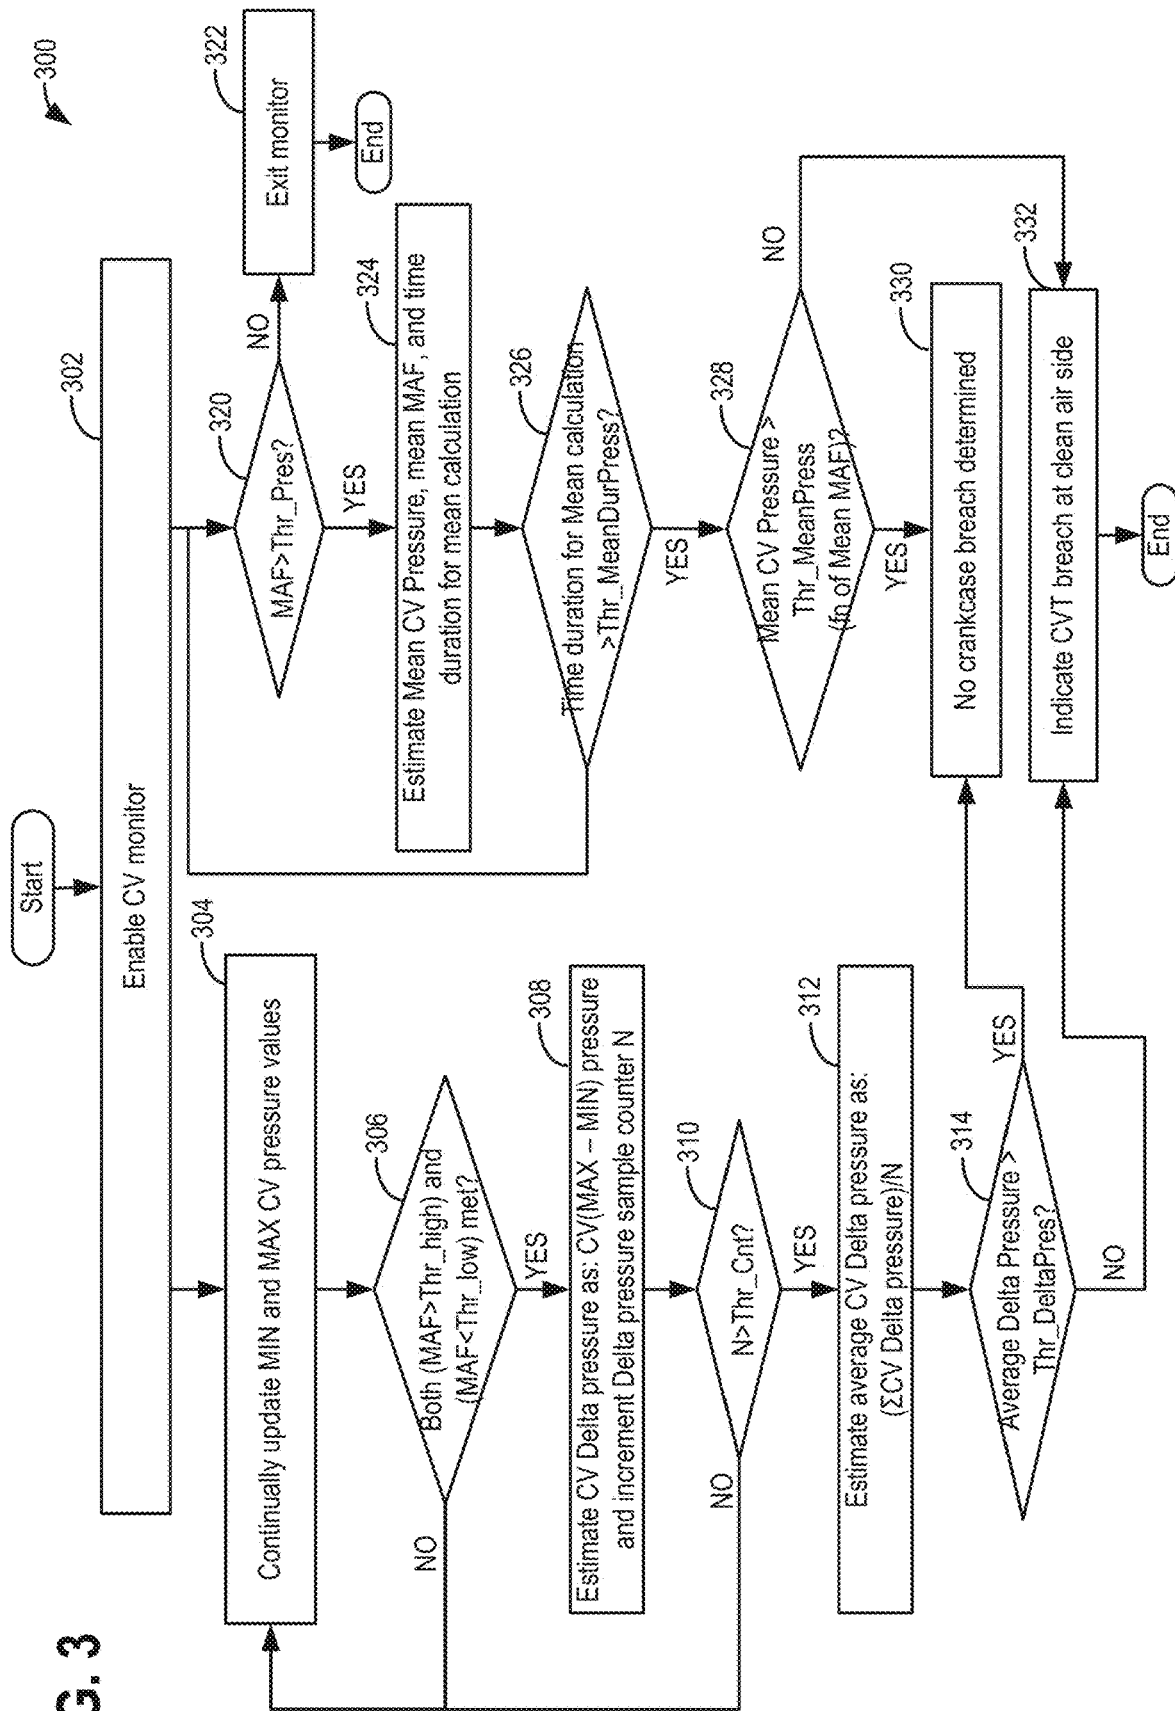 G. 3
300
Start
302
Enable CV monitor
304
Continually update MIN and MAX CV pressure values
306
Both (MAF>Thr_high) and
(MAF<Thr_low) met?
NO
YES
308
Estimate CV Delta pressure as: CV(MAX – MIN) pressure
and increment Delta pressure sample counter N
310
N>Thr_Cnt?
NO
YES
312
Estimate average CV Delta pressure as:
(ΣCV Delta pressure)/N
314
Average Delta Pressure >
Thr_DeltaPres?
YES
NO
320
MAF>Thr_Pres?
NO
YES
322
Exit monitor
End
324
Estimate Mean CV Pressure, mean MAF, and time
duration for mean calculation
326
Time duration for Mean calculation
>Thr_MeanDurPress?
YES
328
Mean CV Pressure >
Thr_MeanPress
(fn of Mean MAF)?
NO
YES
330
No crankcase breach determined
332
Indicate CVT breach at clean air side
End